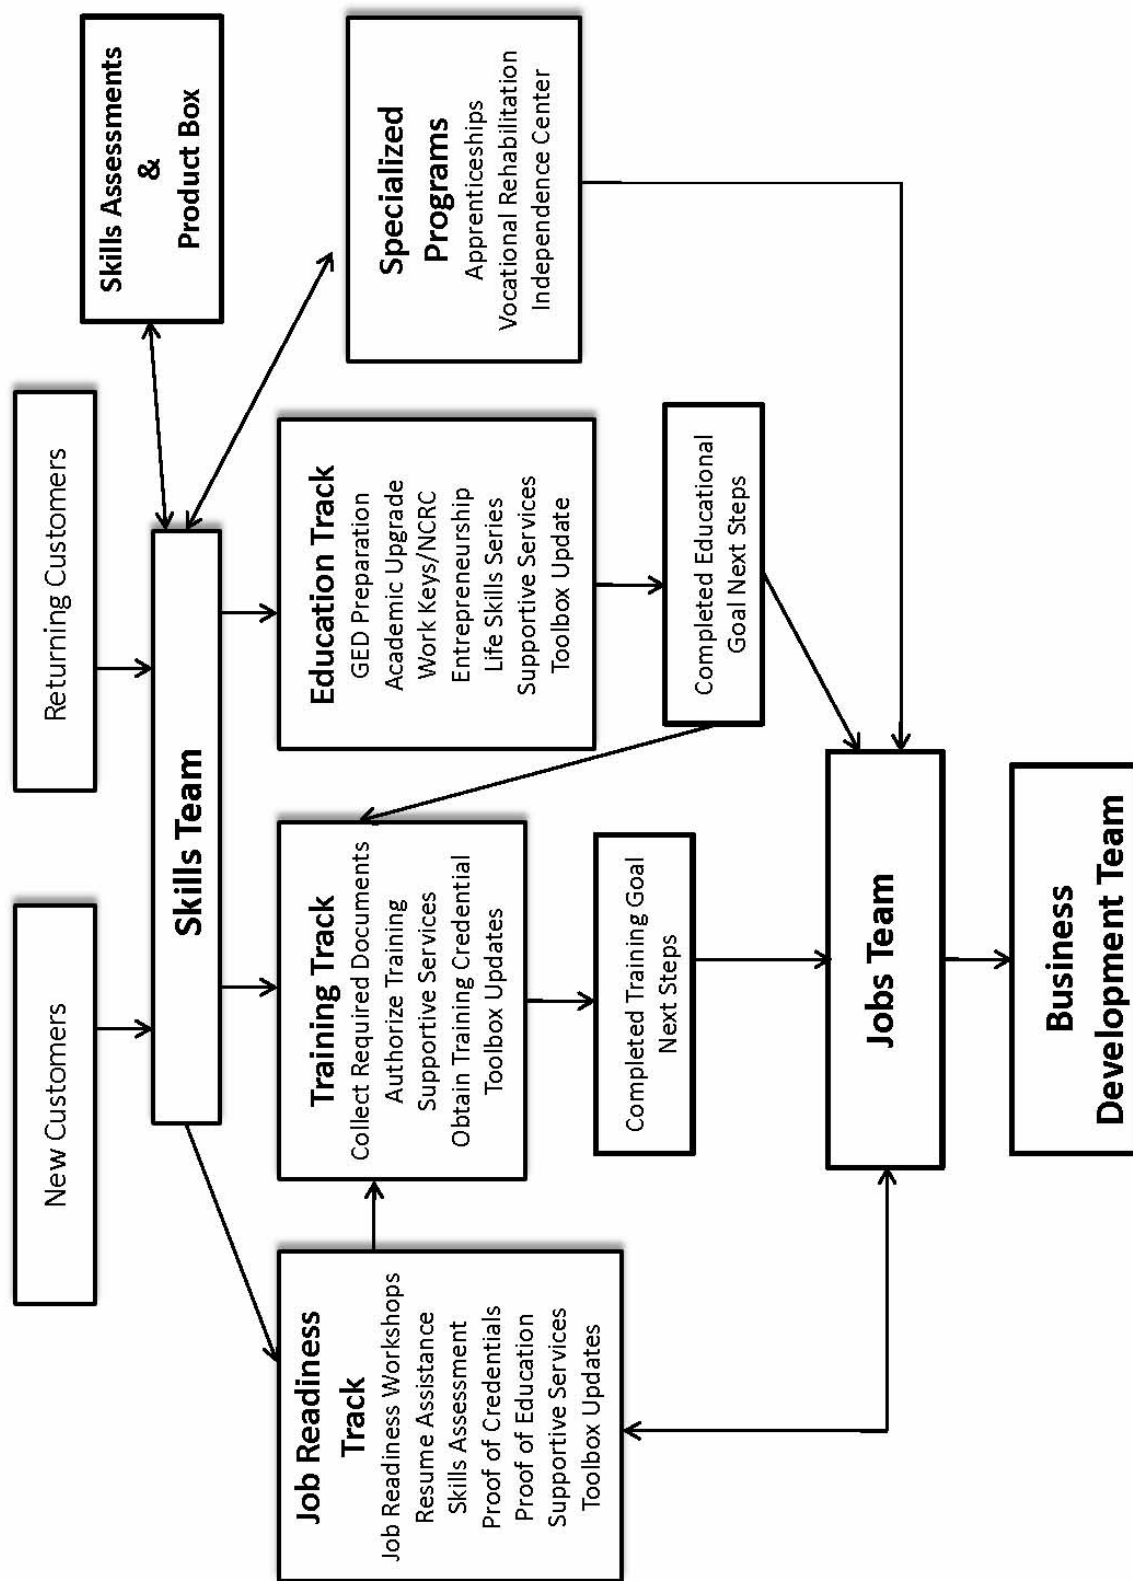 New Customers
Returning Customers
Skills Team
Skills Assessments
&
Product Box
Job Readiness
Track
Job Readiness Workshops
Resume Assistance
Skills Assessment
Proof of Credentials
Proof of Education
Supportive Services
Toolbox Updates
Training Track
Collect Required Documents
Authorize Training
Supportive Services
Obtain Training Credential
Toolbox Updates
Education Track
GED Preparation
Academic Upgrade
Work Keys/NCRC
Entrepreneurship
Life Skills Series
Supportive Services
Toolbox Update
Specialized
Programs
Apprenticeships
Vocational Rehabilitation
Independence Center
Completed Training Goal
Next Steps
Completed Educational
Goal Next Steps
Jobs Team
Business
Development Team